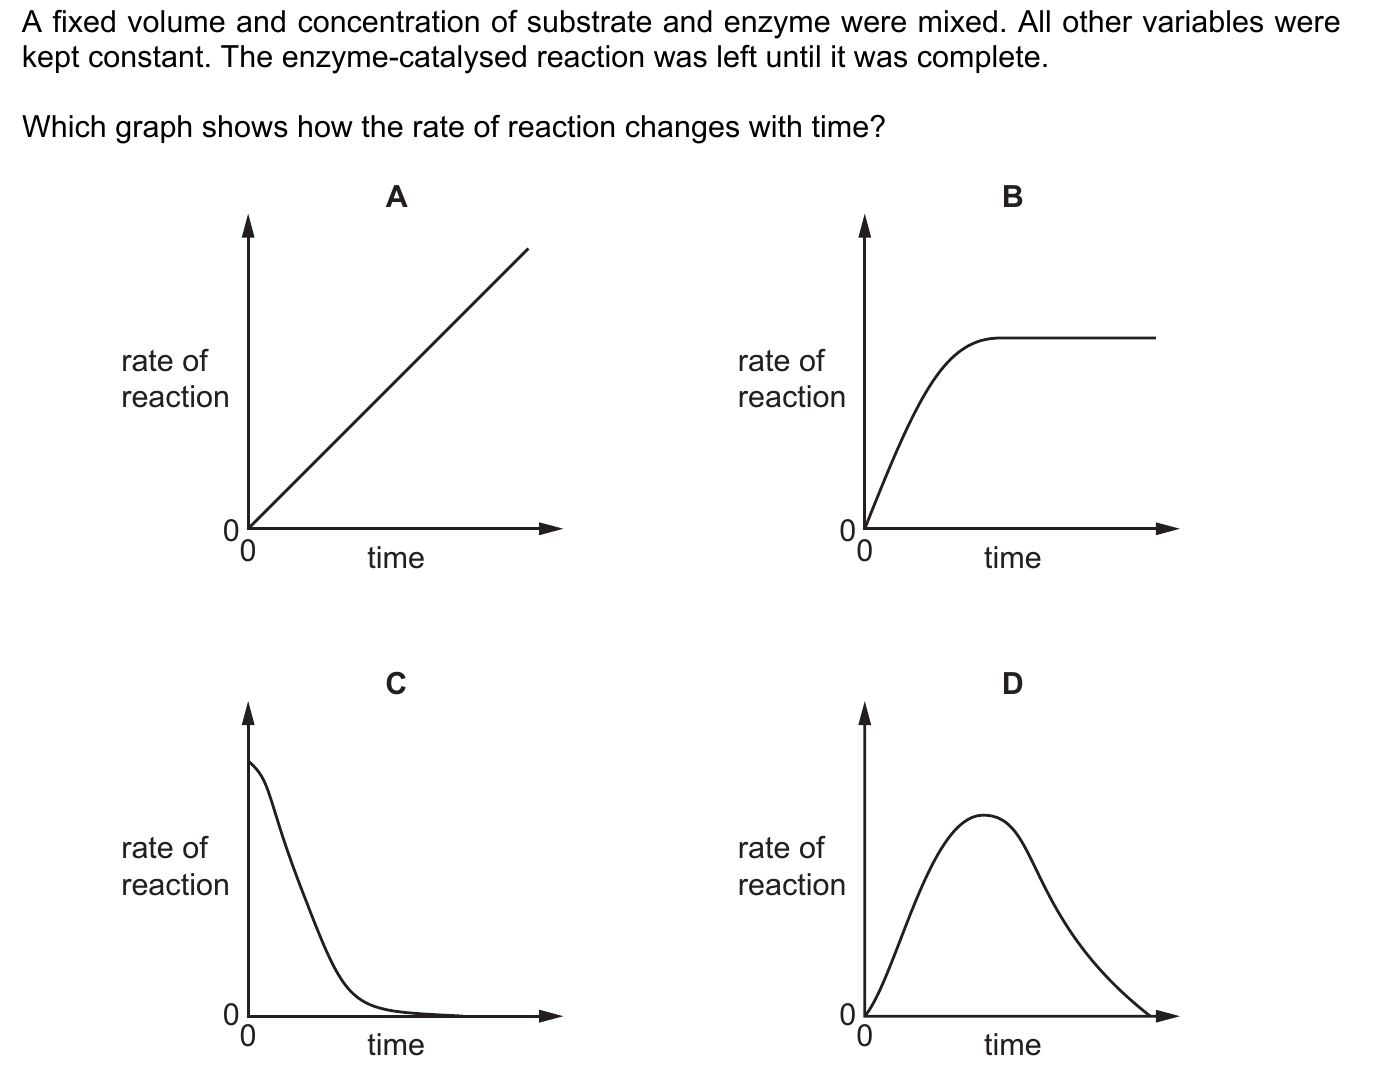 A fixed volume and concentration of substrate and enzyme were mixed. All other variables were
kept constant. The enzyme-catalysed reaction was left until it was complete.
Which graph shows how the rate of reaction changes with time?
A
rate of
reaction
0
0
time
B
rate of
reaction
0
0
time
C
rate of
reaction
0
0
time
D
rate of
reaction
0
0
time